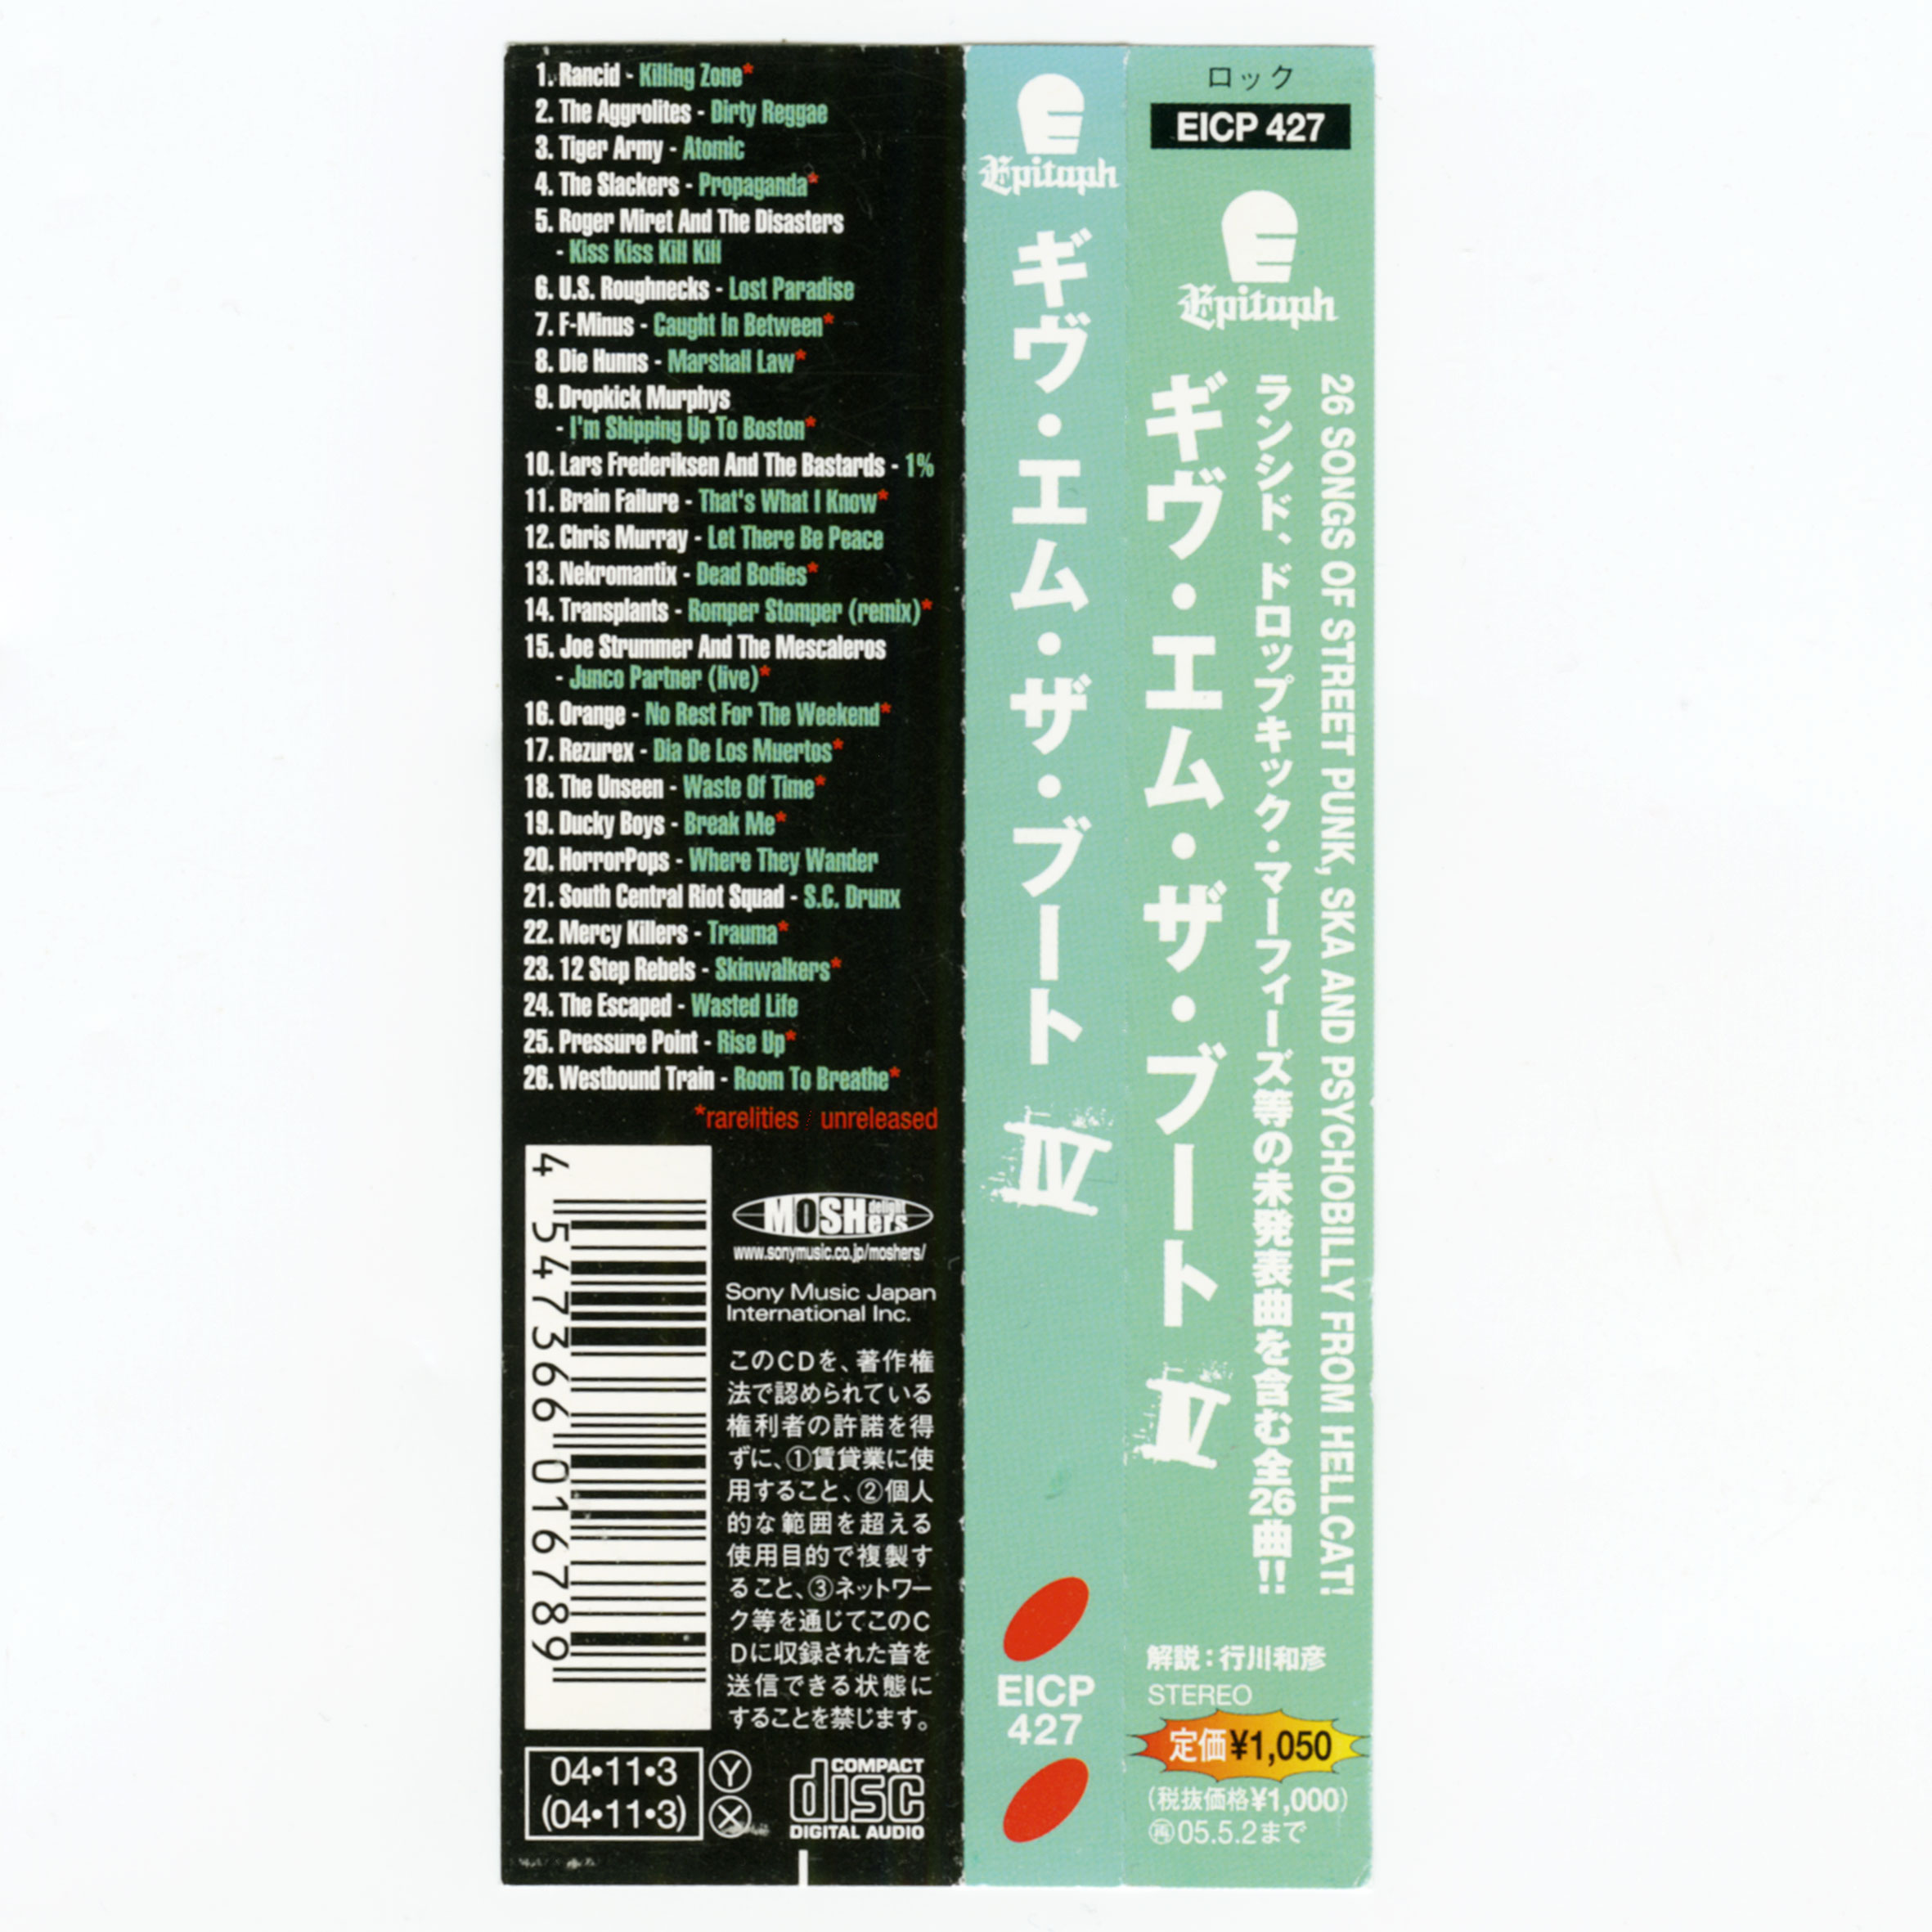 1. Rancid - Killing Zone*
2. The Aggrolites - Dirty Reggae
3. Tiger Army - Atomic
4. The Slackers - Propaganda*
5. Roger Miret And The Disasters
- Kiss Kiss Kill Kill
6. U.S. Roughnecks - Lost Paradise
7. F-Minus - Caught In Between*
8. Die Hunns - Marshall Law*
9. Dropkick Murphys
- I'm Shipping Up To Boston*
10. Lars Frederiksen And The Bastards - 1%
11. Brain Failure - That's What I Know*
12. Chris Murray - Let There Be Peace
13. Nekromantix - Dead Bodies*
14. Transplants - Romper Stomper (remix)*
15. Joe Strummer And The Mescaleros
- Junco Partner (live)*
16. Orange - No Rest For The Weekend*
17. Rezurex - Dia De Los Muertos*
18. The Unseen - Waste Of Time*
19. Ducky Boys - Break Me*
20. HorrorPops - Where They Wander
21. South Central Riot Squad - S.C. Drunx
22. Mercy Killers - Trauma*
23. 12 Step Rebels - Skinwalkers*
24. The Escaped - Wasted Life
25. Pressure Point - Rise Up*
26. Westbound Train - Room To Breathe*
*rarelities / unreleased
4 547366 016789
MOSHers delight
www.sonymusic.co.jp/moshers/
Sony Music Japan
International Inc.
このCDを、著作権
法で認められている
権利者の許諾を得
ずに、①賃貸業に使
用すること、②個人
的な範囲を超える
使用目的で複製す
ること、③ネットワー
ク等を通じてこのC
Dに収録された音を
送信できる状態に
することを禁じます。
04•11•3
(04•11•3)
Y
X
COMPACT
disc
DIGITAL AUDIO
E
Epitaph
ギヴ・エム・ザ・ブート
IV
EICP
427
ロック
EICP 427
E
Epitaph
26 SONGS OF STREET PUNK, SKA AND PSYCHOBILLY FROM HELLCAT!
ランシド、ドロップキック・マーフィーズ等の未発表曲を含む全26曲!!
ギヴ・エム・ザ・ブート
IV
解説：行川和彦
STEREO
定価¥1,050
(税抜価格¥1,000)
再05.5.2まで